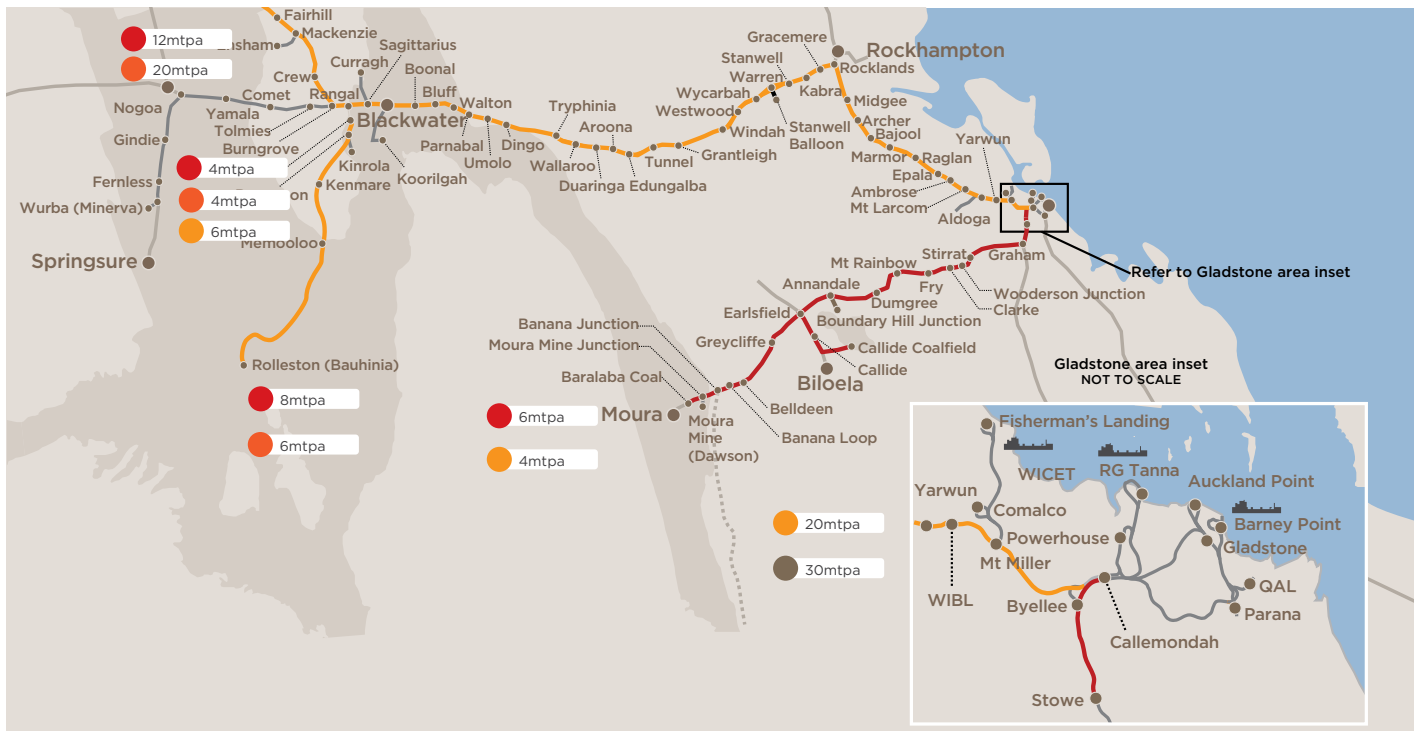 Fairhill
Mackenzie
12mtpa
Ensham
20mtpa
Sagittarius
Curragh
Crew
Boonal
Comet
Rangal
Bluff
Nogoa
Yamala
Walton
Tolmies
Blackwater
Burngrove
Parnabal
Dingo
Umolo
Gindie
4mtpa
Kinrola
Koorilgah
Fernless
Kenmare
4mtpa
on
Wurba (Minerva)
6mtpa
Memooloo
Springsure
Rolleston (Bauhinia)
8mtpa
6mtpa
Tryphinia
Aroona
Wallaroo
Duaringa
Edungalba
Tunnel
Grantleigh
Windah
Westwood
Wycarbah
Warren
Stanwell
Gracemere
Rockhampton
Rocklands
Kabra
Stanwell
Balloon
Midgee
Archer
Bajool
Marmor
Raglan
Epala
Ambrose
Mt Larcom
Yarwun
Aldoga
Graham
Refer to Gladstone area inset
Stirrat
Mt Rainbow
Fry
Wooderson Junction
Clarke
Annandale
Dumgree
Boundary Hill Junction
Earlsfield
Banana Junction
Greycliffe
Callide Coalfield
Moura Mine Junction
Callide
Biloela
Baralaba Coal
Belldeen
Moura
Moura
Mine
(Dawson)
Banana Loop
6mtpa
4mtpa
20mtpa
30mtpa
Gladstone area inset
NOT TO SCALE
Fisherman's Landing
WICET
RG Tanna
Auckland Point
Yarwun
Comalco
Barney Point
Powerhouse
Gladstone
Mt Miller
WIBL
QAL
Byellee
Parana
Callemondah
Stowe